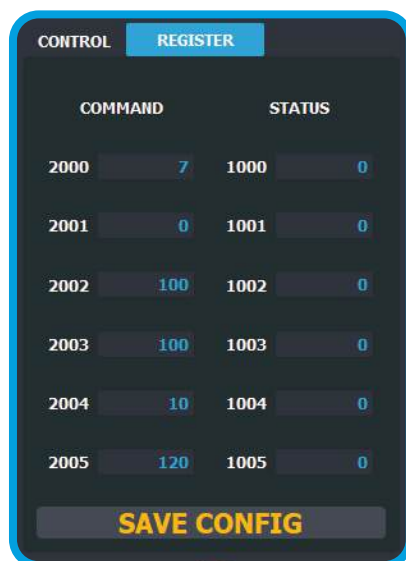 CONTROL REGISTER
COMMAND STATUS
2000 7 1000 0
2001 0 1001 0
2002 100 1002 0
2003 100 1003 0
2004 10 1004 0
2005 120 1005 0
SAVE CONFIG